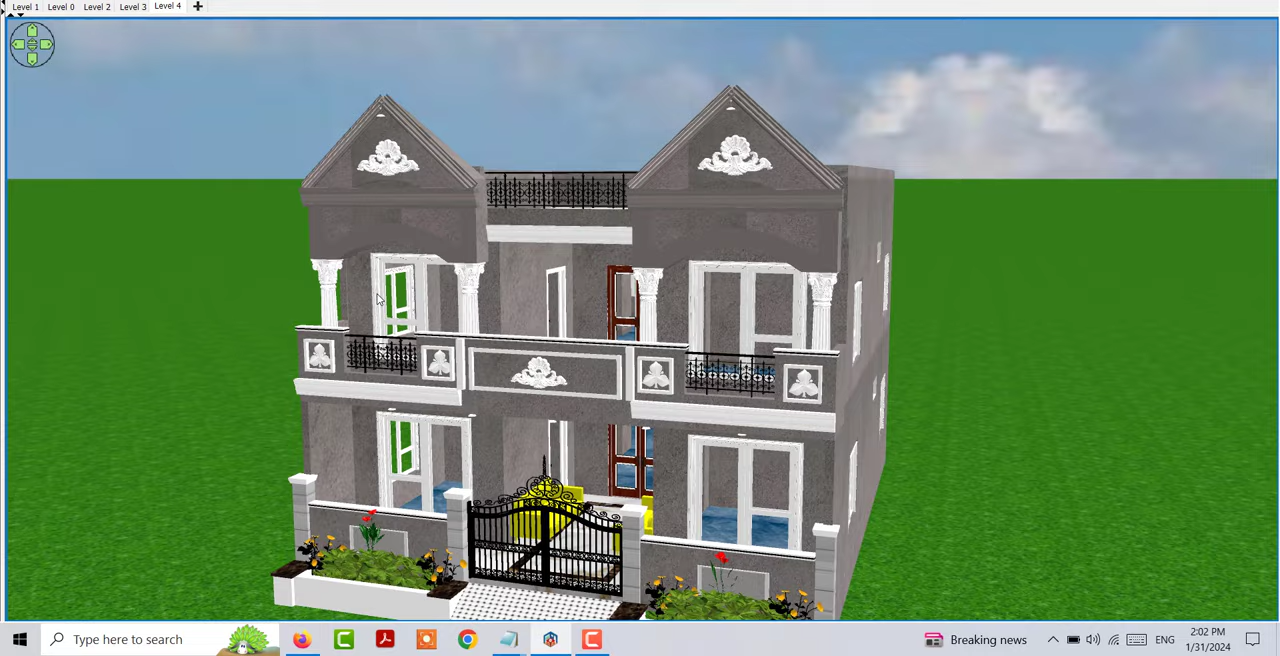 Level 1 Level 0 Level 2 Level 3 Level 4 +
Type here to search
Breaking news
ENG
2:02 PM
1/31/2024